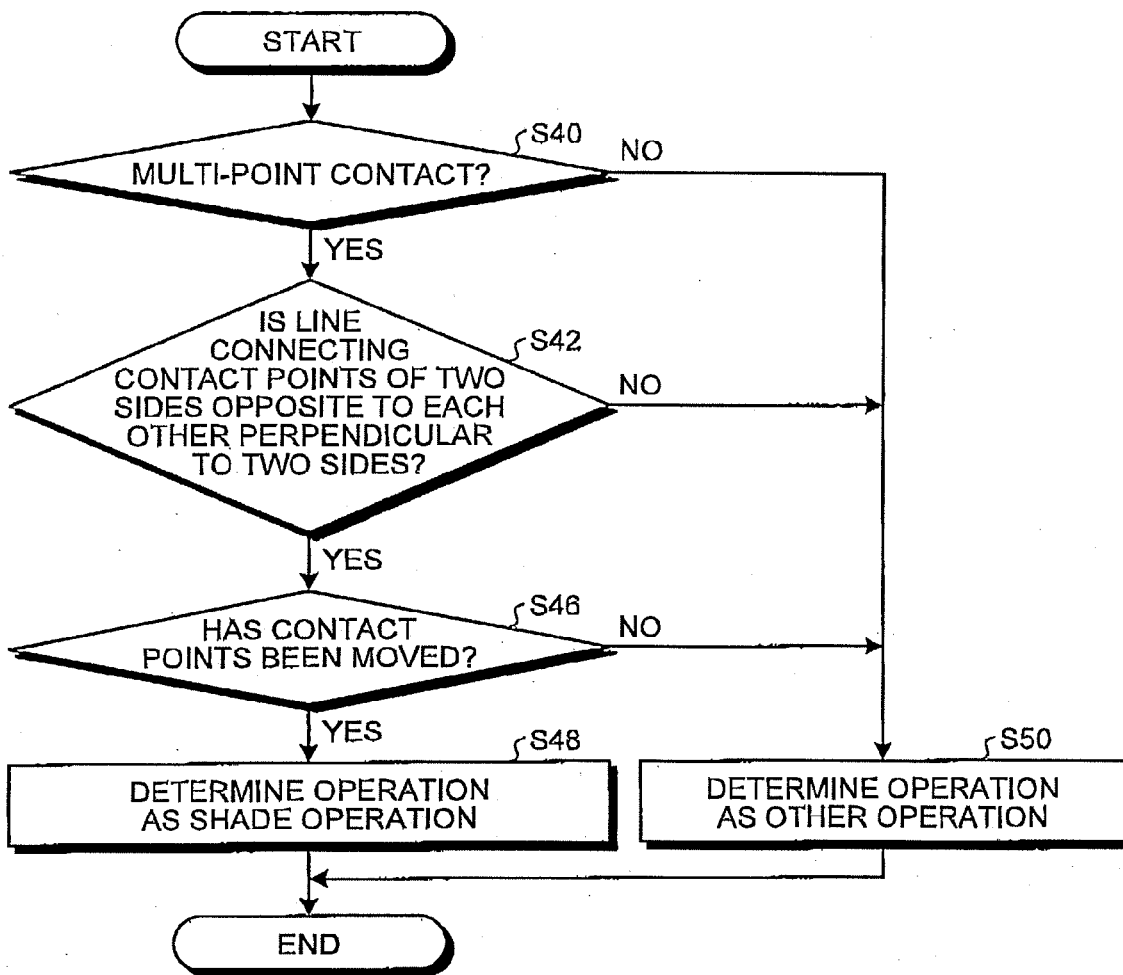 START
S40
MULTI-POINT CONTACT?
NO
YES
S42
IS LINE
CONNECTING
CONTACT POINTS OF TWO
SIDES OPPOSITE TO EACH
OTHER PERPENDICULAR
TO TWO SIDES?
NO
YES
S46
HAS CONTACT
POINTS BEEN MOVED?
NO
YES
S48
DETERMINE OPERATION
AS SHADE OPERATION
S50
DETERMINE OPERATION
AS OTHER OPERATION
END